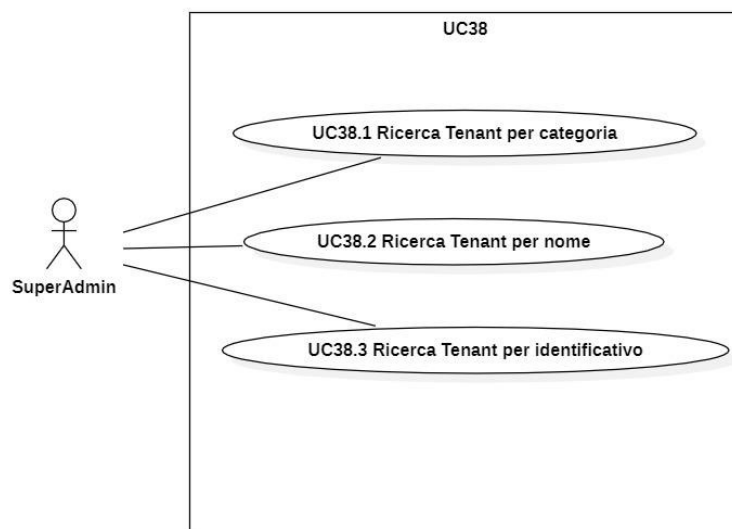 UC38
UC38.1 Ricerca Tenant per categoria
UC38.2 Ricerca Tenant per nome
SuperAdmin
UC38.3 Ricerca Tenant per identificativo